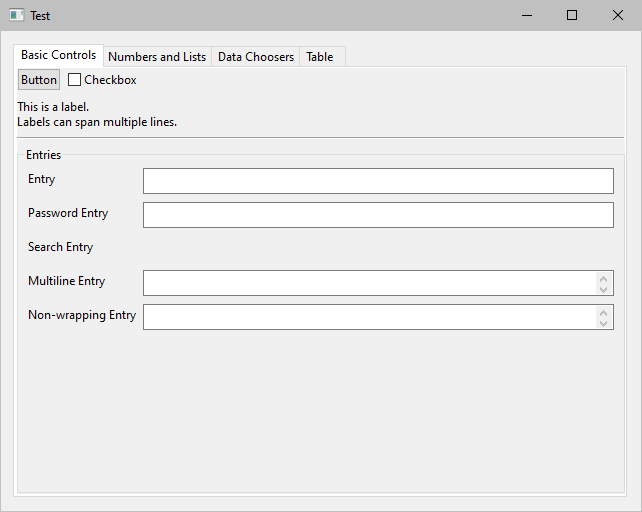 Test
Basic Controls
Numbers and Lists
Data Choosers
Table
Button
Checkbox
This is a label.
Labels can span multiple lines.
Entries
Entry
Password Entry
Search Entry
Multiline Entry
Non-wrapping Entry